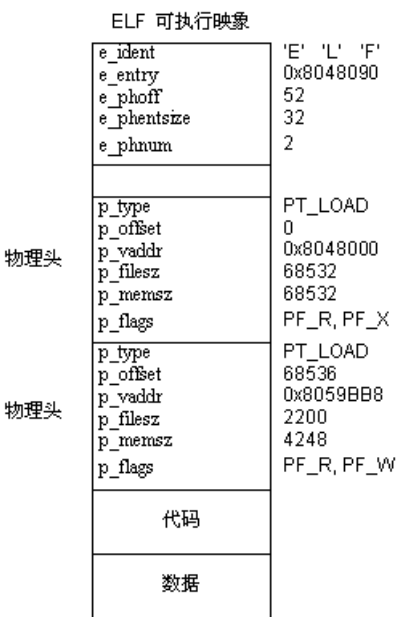 ELF 可执行映象
e_ident 'E' 'L' 'F'
e_entry 0x8048090
e_phoff 52
e_phentsize 32
e_phnum 2
物理头
p_type PT_LOAD
p_offset 0
p_vaddr 0x8048000
p_filesz 68532
p_memsz 68532
p_flags PF_R, PF_X
物理头
p_type PT_LOAD
p_offset 68536
p_vaddr 0x8059BB8
p_filesz 2200
p_memsz 4248
p_flags PF_R, PF_W
代码
数据